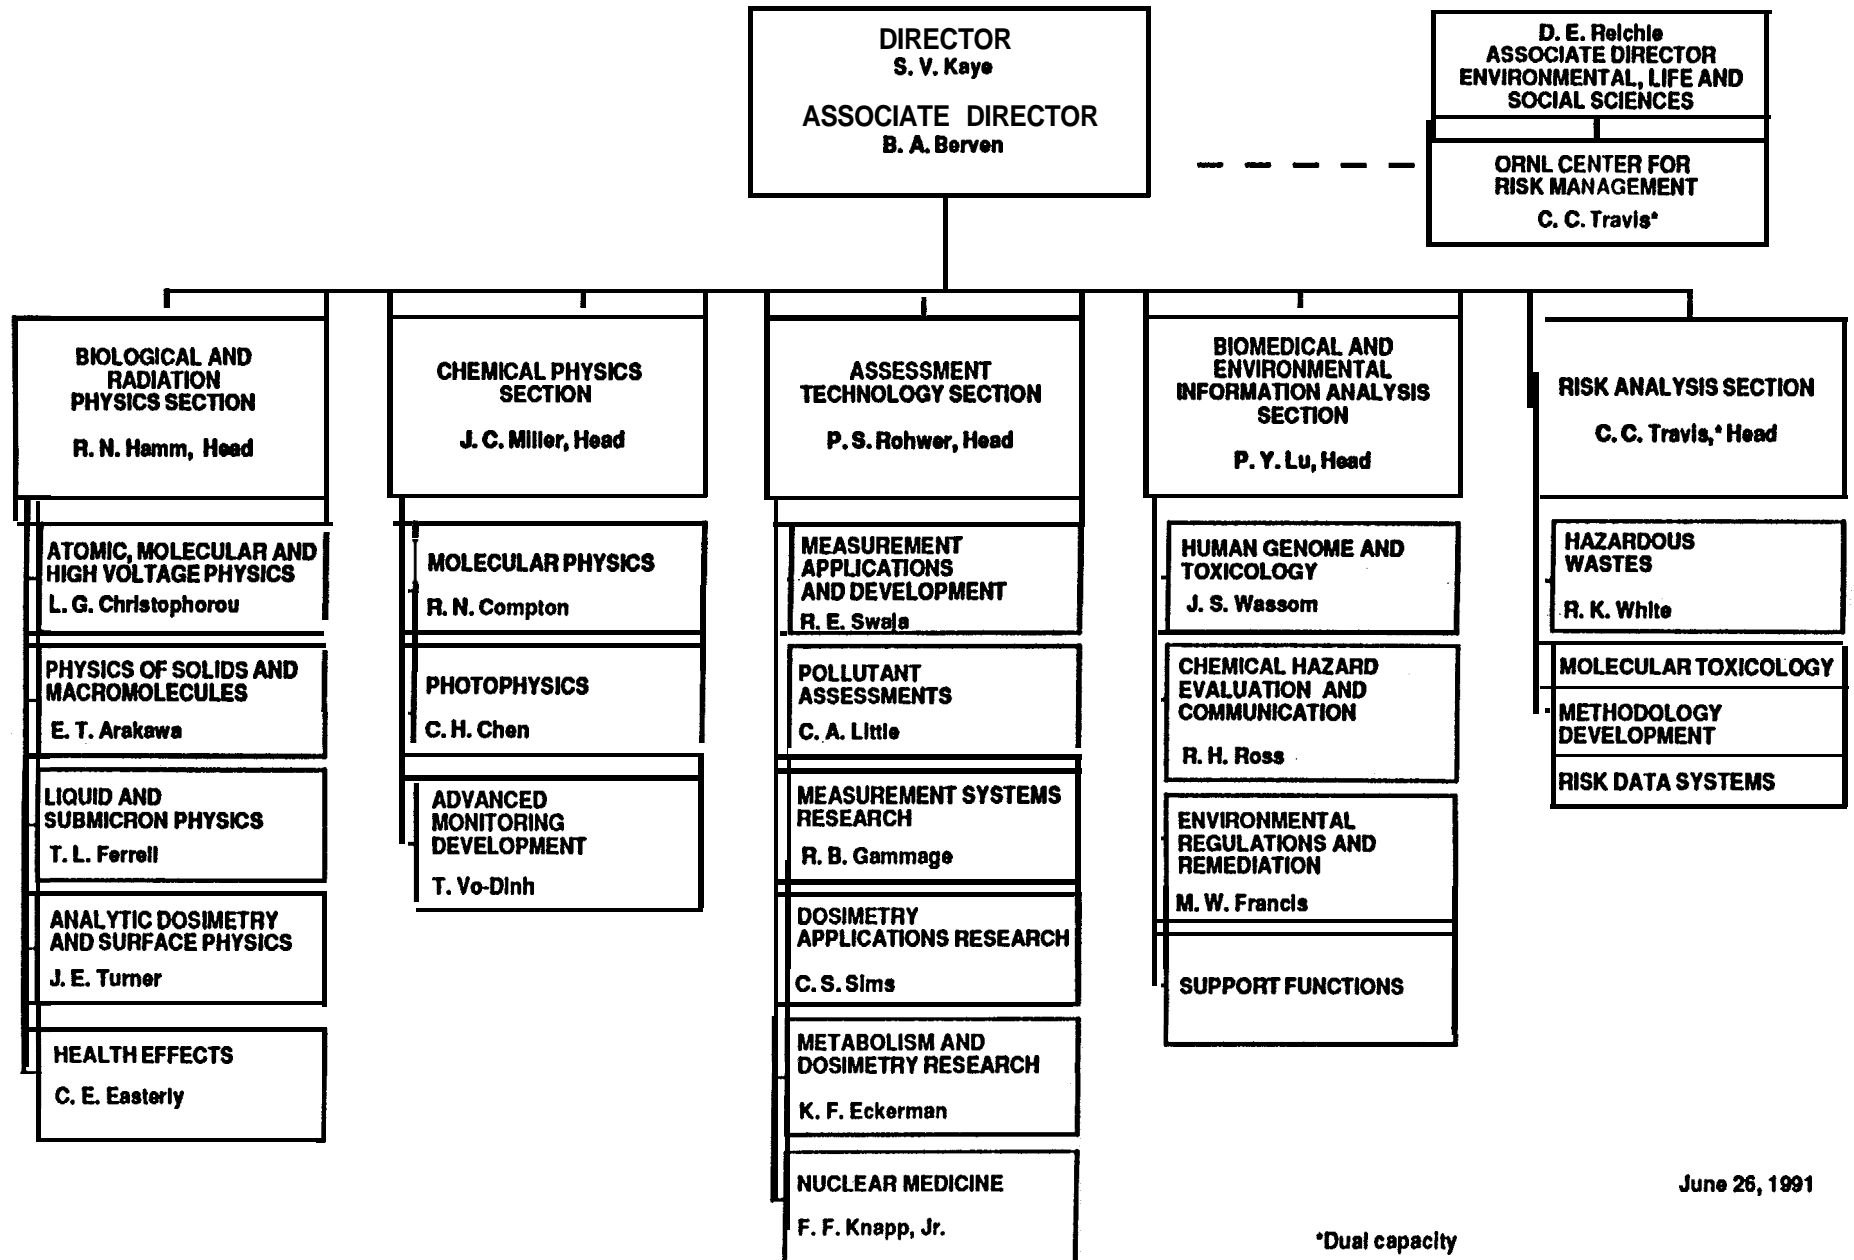 DIRECTOR
S. V. Kaye
ASSOCIATE DIRECTOR
B. A. Berven
D. E. Reichle
ASSOCIATE DIRECTOR
ENVIRONMENTAL, LIFE AND
SOCIAL SCIENCES
ORNL CENTER FOR
RISK MANAGEMENT
C. C. Travis*
BIOLOGICAL AND
RADIATION
PHYSICS SECTION
R. N. Hamm, Head
ATOMIC, MOLECULAR AND
HIGH VOLTAGE PHYSICS
L. G. Christophorou
PHYSICS OF SOLIDS AND
MACROMOLECULES
E. T. Arakawa
LIQUID AND
SUBMICRON PHYSICS
T. L. Ferrell
ANALYTIC DOSIMETRY
AND SURFACE PHYSICS
J. E. Turner
HEALTH EFFECTS
C. E. Easterly
CHEMICAL PHYSICS
SECTION
J. C. Miller, Head
MOLECULAR PHYSICS
R. N. Compton
PHOTOPHYSICS
C. H. Chen
ADVANCED
MONITORING
DEVELOPMENT
T. Vo-Dinh
ASSESSMENT
TECHNOLOGY SECTION
P. S. Rohwer, Head
MEASUREMENT
APPLICATIONS
AND DEVELOPMENT
R. E. Swaja
POLLUTANT
ASSESSMENTS
C. A. Little
MEASUREMENT SYSTEMS
RESEARCH
R. B. Gammage
DOSIMETRY
APPLICATIONS RESEARCH
C. S. Sims
METABOLISM AND
DOSIMETRY RESEARCH
K. F. Eckerman
NUCLEAR MEDICINE
F. F. Knapp, Jr.
BIOMEDICAL AND
ENVIRONMENTAL
INFORMATION ANALYSIS
SECTION
P. Y. Lu, Head
HUMAN GENOME AND
TOXICOLOGY
J. S. Wassom
CHEMICAL HAZARD
EVALUATION AND
COMMUNICATION
R. H. Ross
ENVIRONMENTAL
REGULATIONS AND
REMEDIATION
M. W. Francis
SUPPORT FUNCTIONS
RISK ANALYSIS SECTION
C. C. Travis,* Head
HAZARDOUS
WASTES
R. K. White
MOLECULAR TOXICOLOGY
METHODOLOGY
DEVELOPMENT
RISK DATA SYSTEMS
June 26, 1991
*Dual capacity